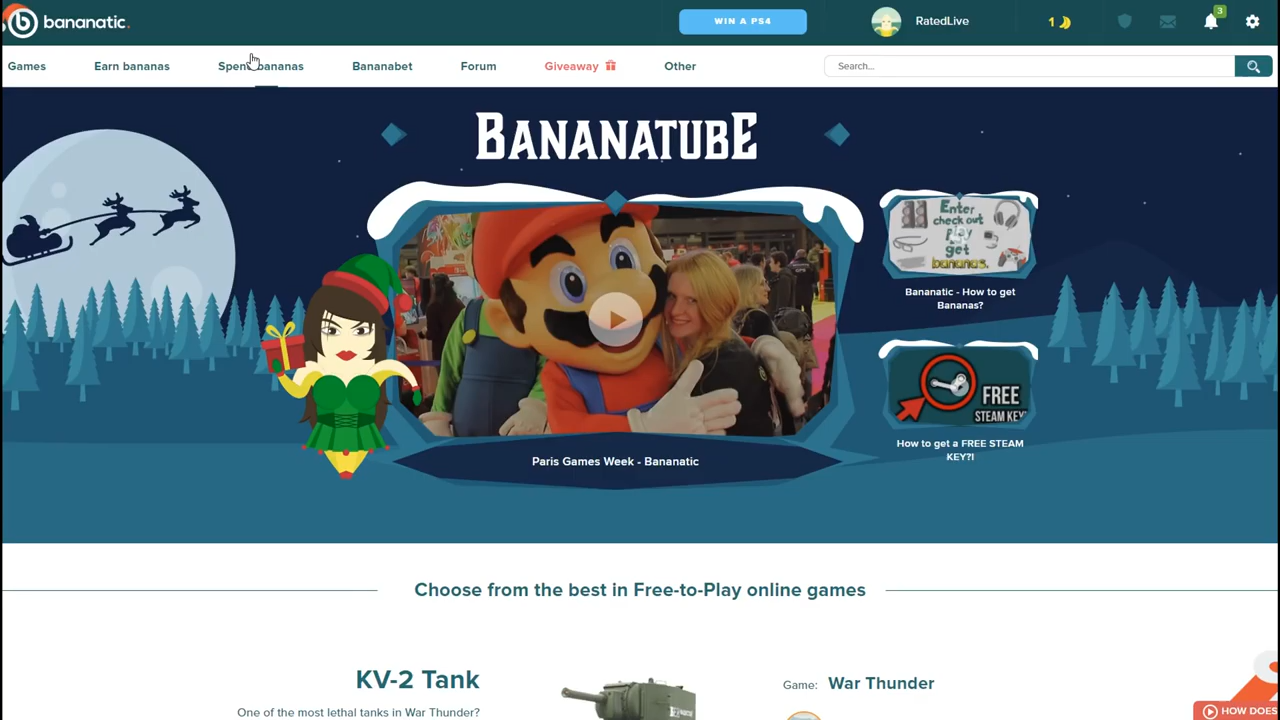 bananatic.
WIN A PS4
RatedLive
1
3
Games
Earn bananas
Spend bananas
Bananabet
Forum
Giveaway
Other
Search...
BANANATUBE
Enter
check out
play
get
bananas.
Bananatic - How to get
Bananas?
FREE
STEAM KEY
How to get a FREE STEAM
KEY?!
Paris Games Week - Bananatic
Choose from the best in Free-to-Play online games
KV-2 Tank
One of the most lethal tanks in War Thunder?
Game: War Thunder
HOW DOES